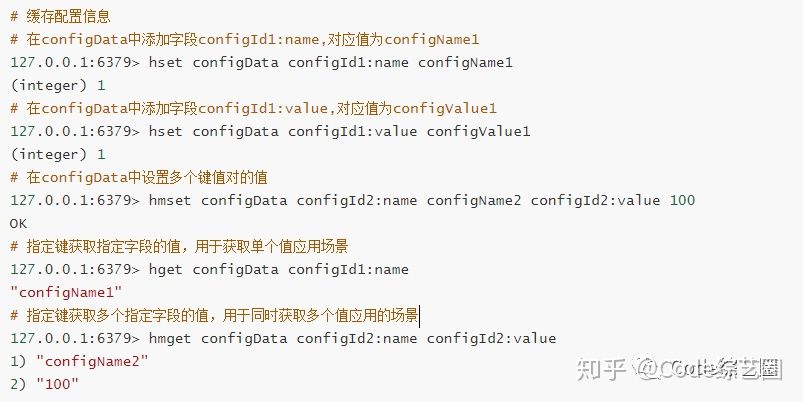 # 缓存配置信息
# 在configData中添加字段configId1:name,对应值为configName1
127.0.0.1:6379> hset configData configId1:name configName1
(integer) 1
# 在configData中添加字段configId1:value,对应值为configValue1
127.0.0.1:6379> hset configData configId1:value configValue1
(integer) 1
# 在configData中设置多个键值对的值
127.0.0.1:6379> hmset configData configId2:name configName2 configId2:value 100
OK
# 指定键获取指定字段的值，用于获取单个值应用场景
127.0.0.1:6379> hget configData configId1:name
"configName1"
# 指定键获取多个指定字段的值，用于同时获取多个值应用的场景
127.0.0.1:6379> hmget configData configId2:name configId2:value
1) "configName2"
2) "100"
知乎 @Code综艺圈